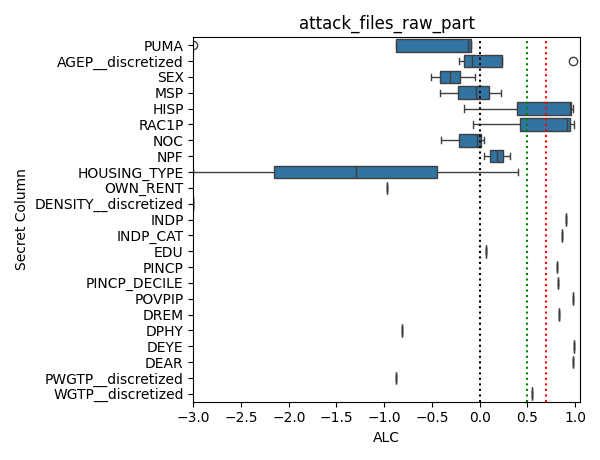 attack_files_raw_part
Secret Column
PUMA
AGEP__discretized
SEX
MSP
HISP
RAC1P
NOC
NPF
HOUSING_TYPE
OWN_RENT
DENSITY__discretized
INDP
INDP_CAT
EDU
PINCP
PINCP_DECILE
POVPIP
DREM
DPHY
DEYE
DEAR
PWGTP__discretized
WGTP__discretized
−3.0 −2.5 −2.0 −1.5 −1.0 −0.5 0.0 0.5 1.0
ALC